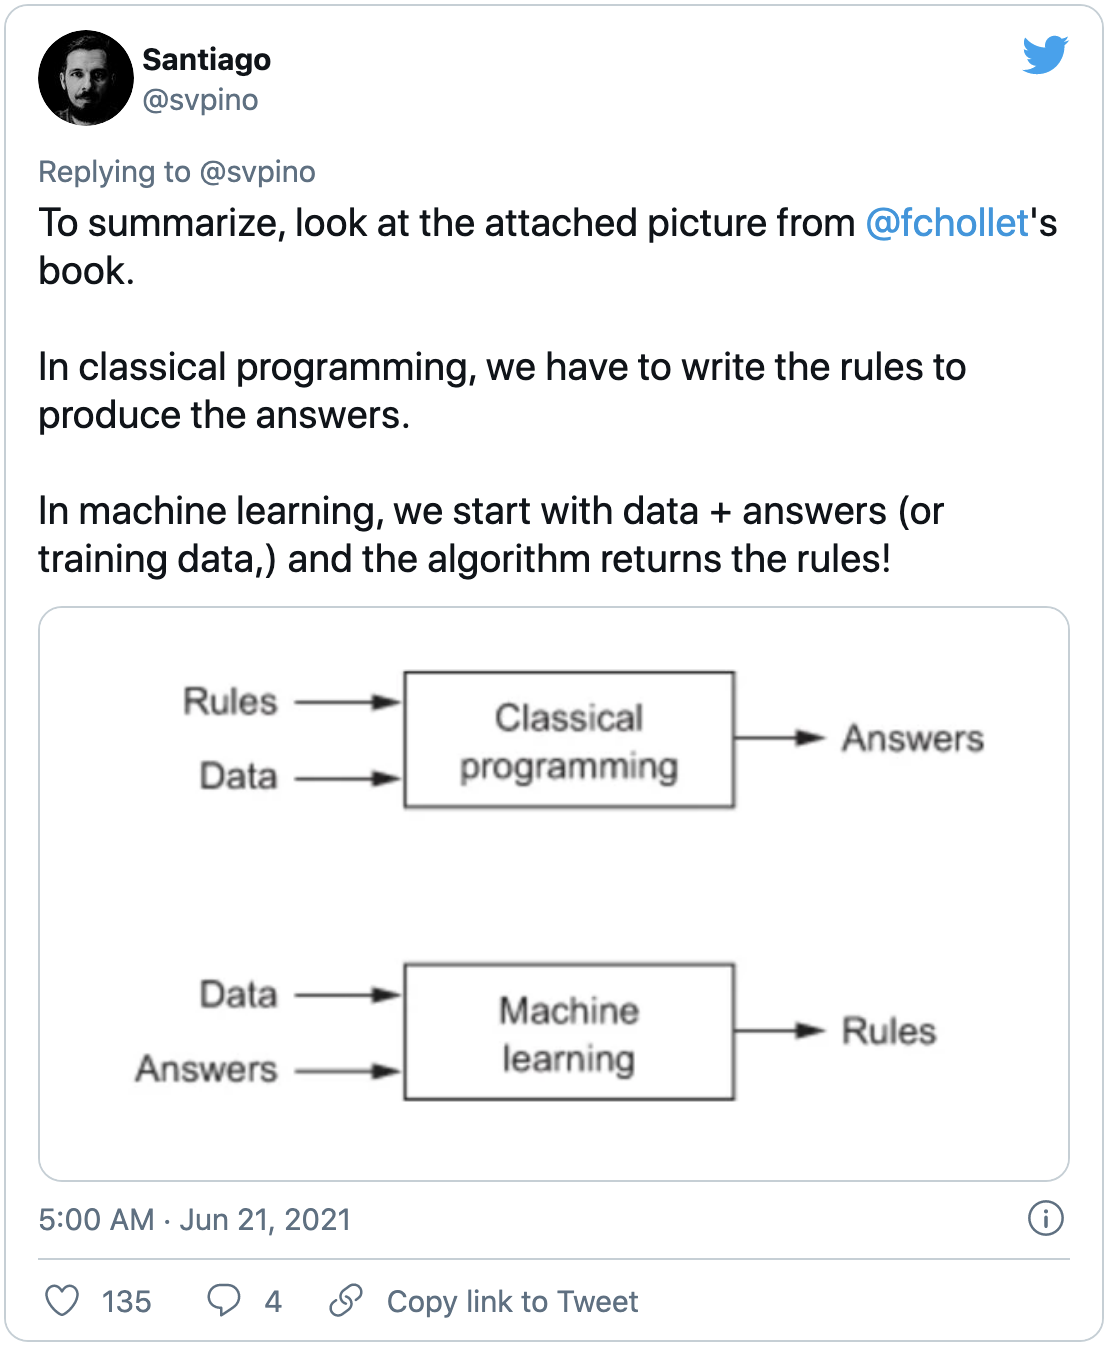 Santiago
@svpino
Replying to @svpino
To summarize, look at the attached picture from @fchollet's
book.
In classical programming, we have to write the rules to
produce the answers.
In machine learning, we start with data + answers (or
training data,) and the algorithm returns the rules!
Rules
Data
Classical
programming
Answers
Data
Answers
Machine
learning
Rules
5:00 AM · Jun 21, 2021
135 4 Copy link to Tweet